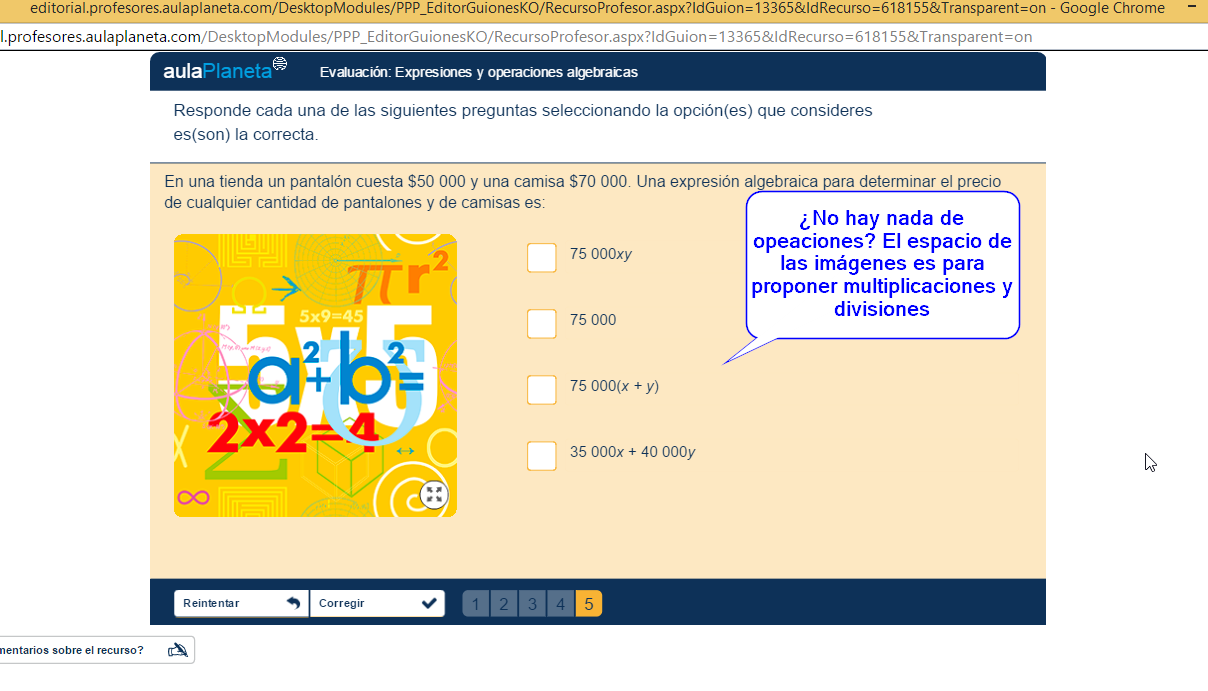 editorial.profesores.aulaplaneta.com/DesktopModules/PPP_EditorGuionesKO/RecursoProfesor.aspx?IdGuion=13365&IdRecurso=618155&Transparent=on - Google Chrome
l.profesores.aulaplaneta.com/DesktopModules/PPP_EditorGuionesKO/RecursoProfesor.aspx?IdGuion=13365&IdRecurso=618155&Transparent=on
aulaPlaneta Evaluación: Expresiones y operaciones algebraicas
Responde cada una de las siguientes preguntas seleccionando la opción(es) que consideres
es(son) la correcta.
En una tienda un pantalón cuesta $50 000 y una camisa $70 000. Una expresión algebraica para determinar el precio
de cualquier cantidad de pantalones y de camisas es:
¿No hay nada de
opeaciones? El espacio de
las imágenes es para
proponer multiplicaciones y
divisiones
πr²
5x9=45
5x5
a²+b²=
2x2=4
∞
75 000xy
75 000
75 000(x + y)
35 000x + 40 000y
Reintentar Corregir 1 2 3 4 5
mentarios sobre el recurso?